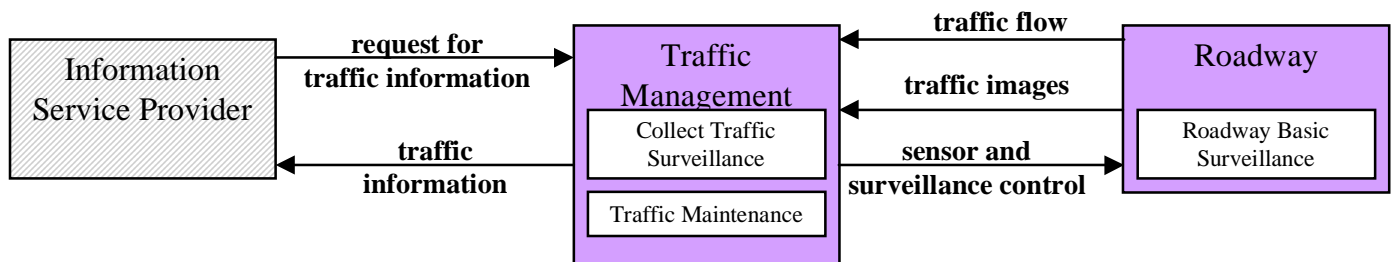 Information
Service Provider
request for
traffic information
traffic
information
Traffic
Management
Collect Traffic
Surveillance
Traffic Maintenance
traffic flow
traffic images
sensor and
surveillance control
Roadway
Roadway Basic
Surveillance